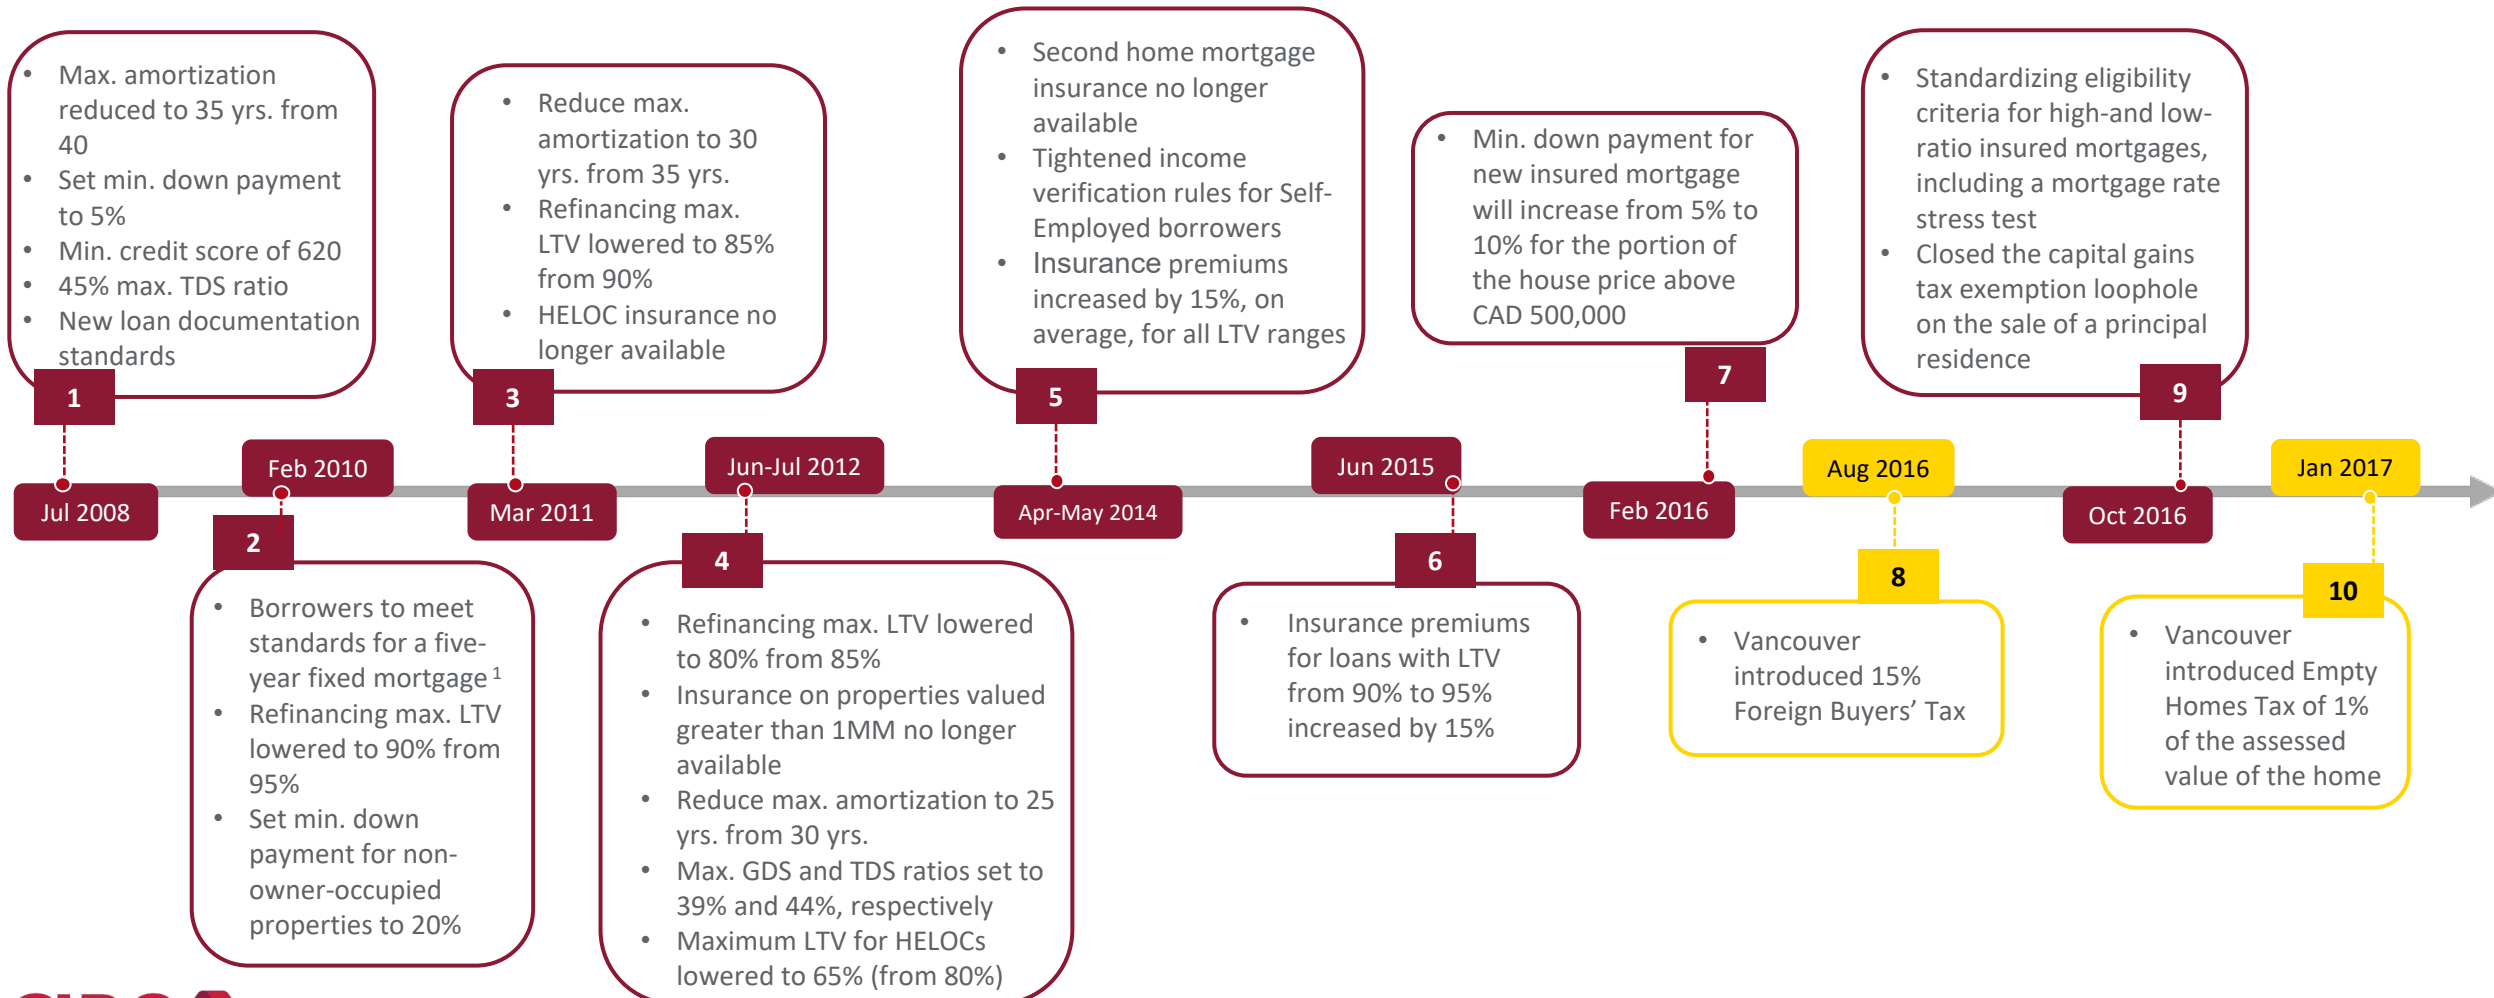 • Max. amortization
reduced to 35 yrs. from
40
• Set min. down payment
to 5%
• Min. credit score of 620
• 45% max. TDS ratio
• New loan documentation
standards
1
Jul 2008
Feb 2010
2
• Borrowers to meet
standards for a five-
year fixed mortgage 1
• Refinancing max. LTV
lowered to 90% from
95%
• Set min. down
payment for non-
owner-occupied
properties to 20%
• Reduce max.
amortization to 30
yrs. from 35 yrs.
• Refinancing max.
LTV lowered to 85%
from 90%
• HELOC insurance no
longer available
3
Mar 2011
Jun-Jul 2012
4
• Refinancing max. LTV lowered
to 80% from 85%
• Insurance on properties valued
greater than 1MM no longer
available
• Reduce max. amortization to 25
yrs. from 30 yrs.
• Max. GDS and TDS ratios set to
39% and 44%, respectively
• Maximum LTV for HELOCs
lowered to 65% (from 80%)
• Second home mortgage
insurance no longer
available
• Tightened income
verification rules for Self-
Employed borrowers
• Insurance premiums
increased by 15%, on
average, for all LTV ranges
5
Apr-May 2014
Jun 2015
6
• Insurance premiums
for loans with LTV
from 90% to 95%
increased by 15%
• Min. down payment for
new insured mortgage
will increase from 5% to
10% for the portion of
the house price above
CAD 500,000
7
Feb 2016
Aug 2016
8
• Vancouver
introduced 15%
Foreign Buyers’ Tax
• Standardizing eligibility
criteria for high-and low-
ratio insured mortgages,
including a mortgage rate
stress test
• Closed the capital gains
tax exemption loophole
on the sale of a principal
residence
9
Oct 2016
Jan 2017
10
• Vancouver
introduced Empty
Homes Tax of 1%
of the assessed
value of the home